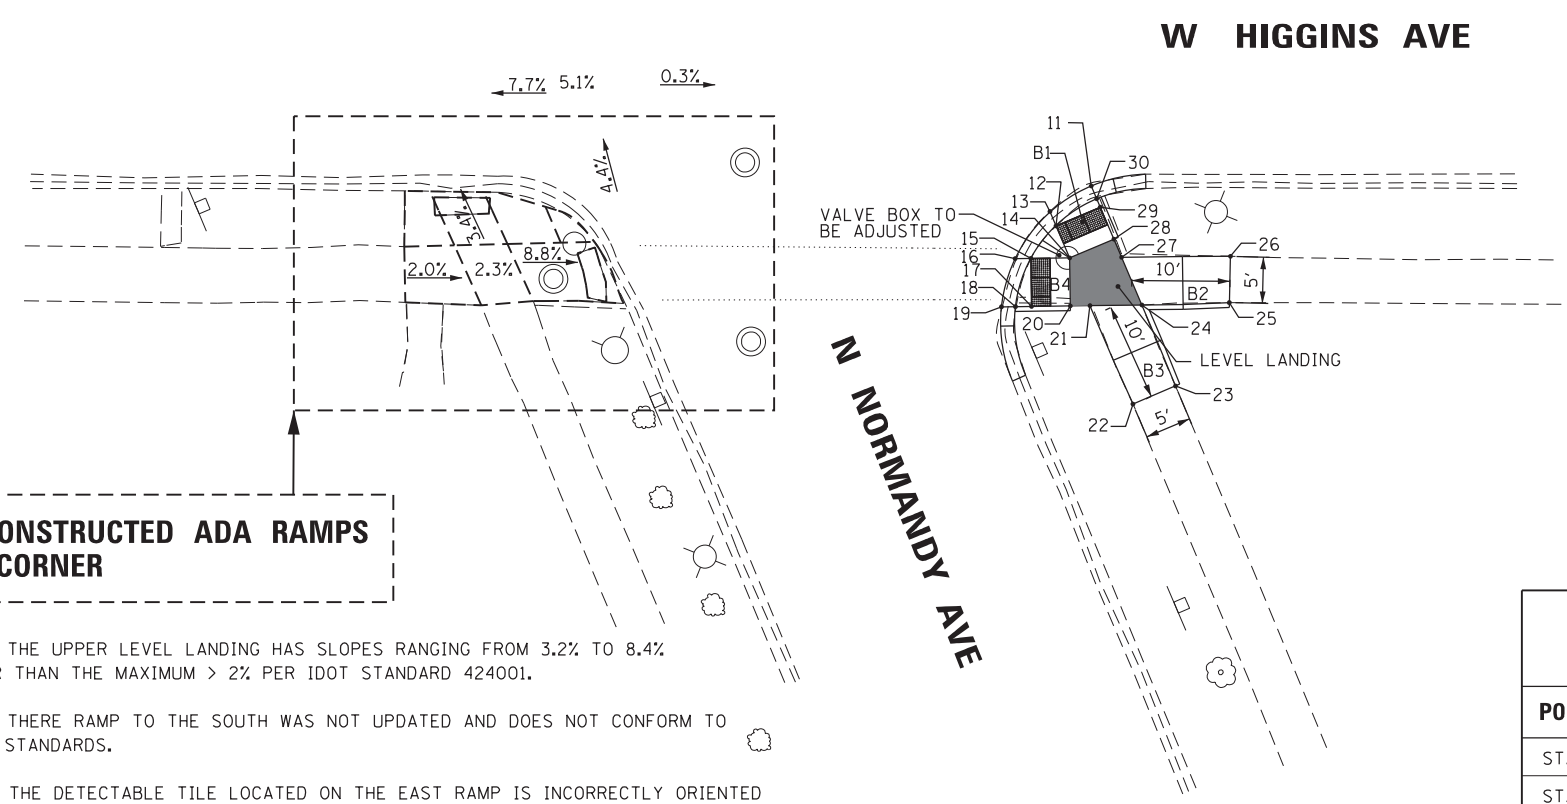 W HIGGINS AVE
7.7% 5.1%
0.3%
4.4%
2.0%
2.3%
8.8%
11
B1
30
12
13
29
14
28
VALVE BOX TO
BE ADJUSTED
15
27
26
16
10'
17
B4
B2
5'
18
19
20
21
24
25
10'
LEVEL LANDING
B3
23
22
5'
N NORMANDY AVE
ONSTRUCTED ADA RAMPS
CORNER
THE UPPER LEVEL LANDING HAS SLOPES RANGING FROM 3.2% TO 8.4%
R THAN THE MAXIMUM > 2% PER IDOT STANDARD 424001.
THERE RAMP TO THE SOUTH WAS NOT UPDATED AND DOES NOT CONFORM TO
STANDARDS.
THE DETECTABLE TILE LOCATED ON THE EAST RAMP IS INCORRECTLY ORIENTED
PO
ST
ST